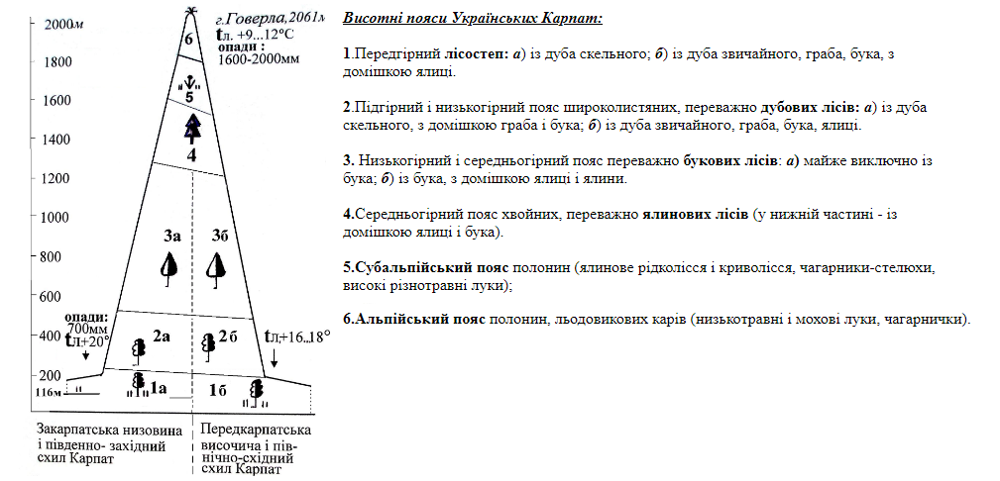 2000м
1800
1600
1400
1200
1000
800
600
400
200
116м
г.Говерла,2061м
tл. +9...12°С
опади :
1600-2000мм
6
5
4
3а 3б
опади:
700мм
tл,+20°
2а 2б
tл,+16..18°
1а 1б
Закарпатська низовина
і південно- західний
схил Карпат
Передкарпатська
височина і пів-
нічно-східний
схил Карпат
Висотні пояси Українських Карпат:
1.Передгірний лісостеп: а) із дуба скельного; б) із дуба звичайного, граба, бука, з
домішкою ялиці.
2.Підгірний і низькогірний пояс широколистяних, переважно дубових лісів: а) із дуба
скельного, з домішкою граба і бука; б) із дуба звичайного, граба, бука, ялиці.
3. Низькогірний і середньогірний пояс переважно букових лісів: а) майже виключно із
бука; б) із бука, з домішкою ялиці і ялини.
4.Середньогірний пояс хвойних, переважно ялинових лісів (у нижній частині - із
домішкою ялиці і бука).
5.Субальпійський пояс полонин (ялинове рідколісся і криволісся, чагарники-стелюхи,
високі різнотравні луки);
6.Альпійський пояс полонин, льодовикових карів (низькотравні і мохові луки, чагарнички).